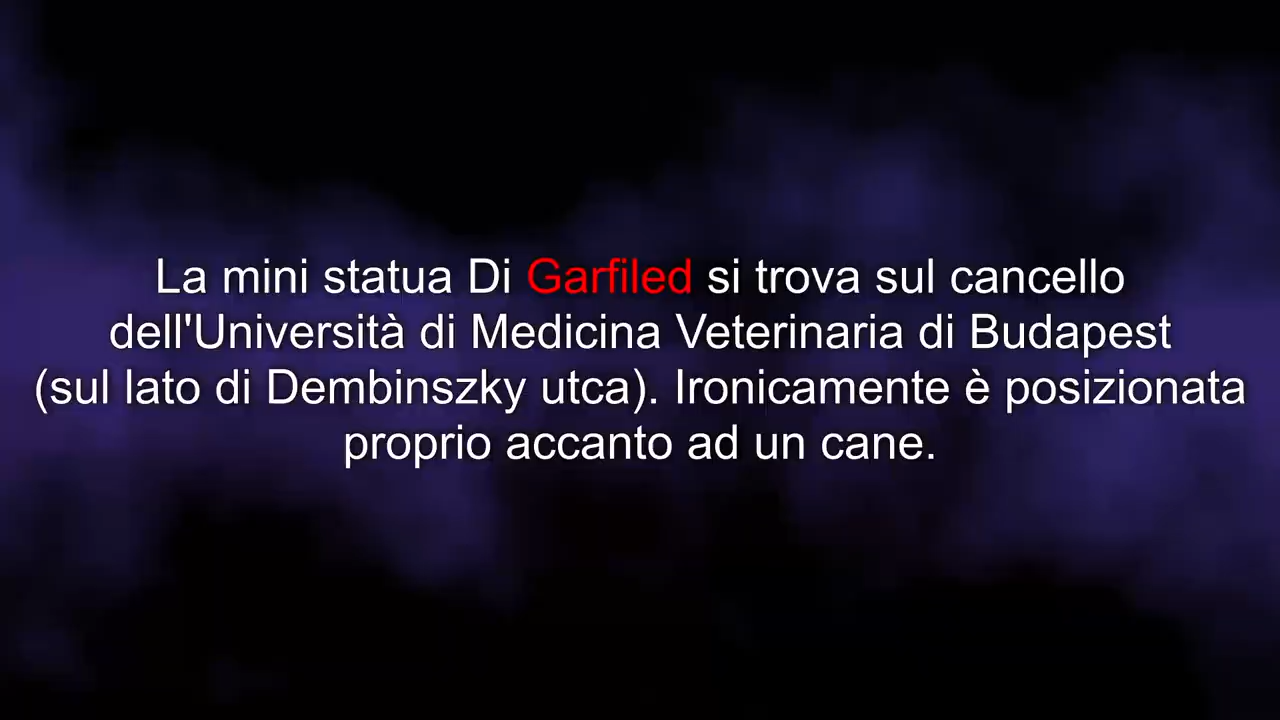 La mini statua Di Garfiled si trova sul cancello
dell'Università di Medicina Veterinaria di Budapest
(sul lato di Dembinszky utca). Ironicamente è posizionata
proprio accanto ad un cane.